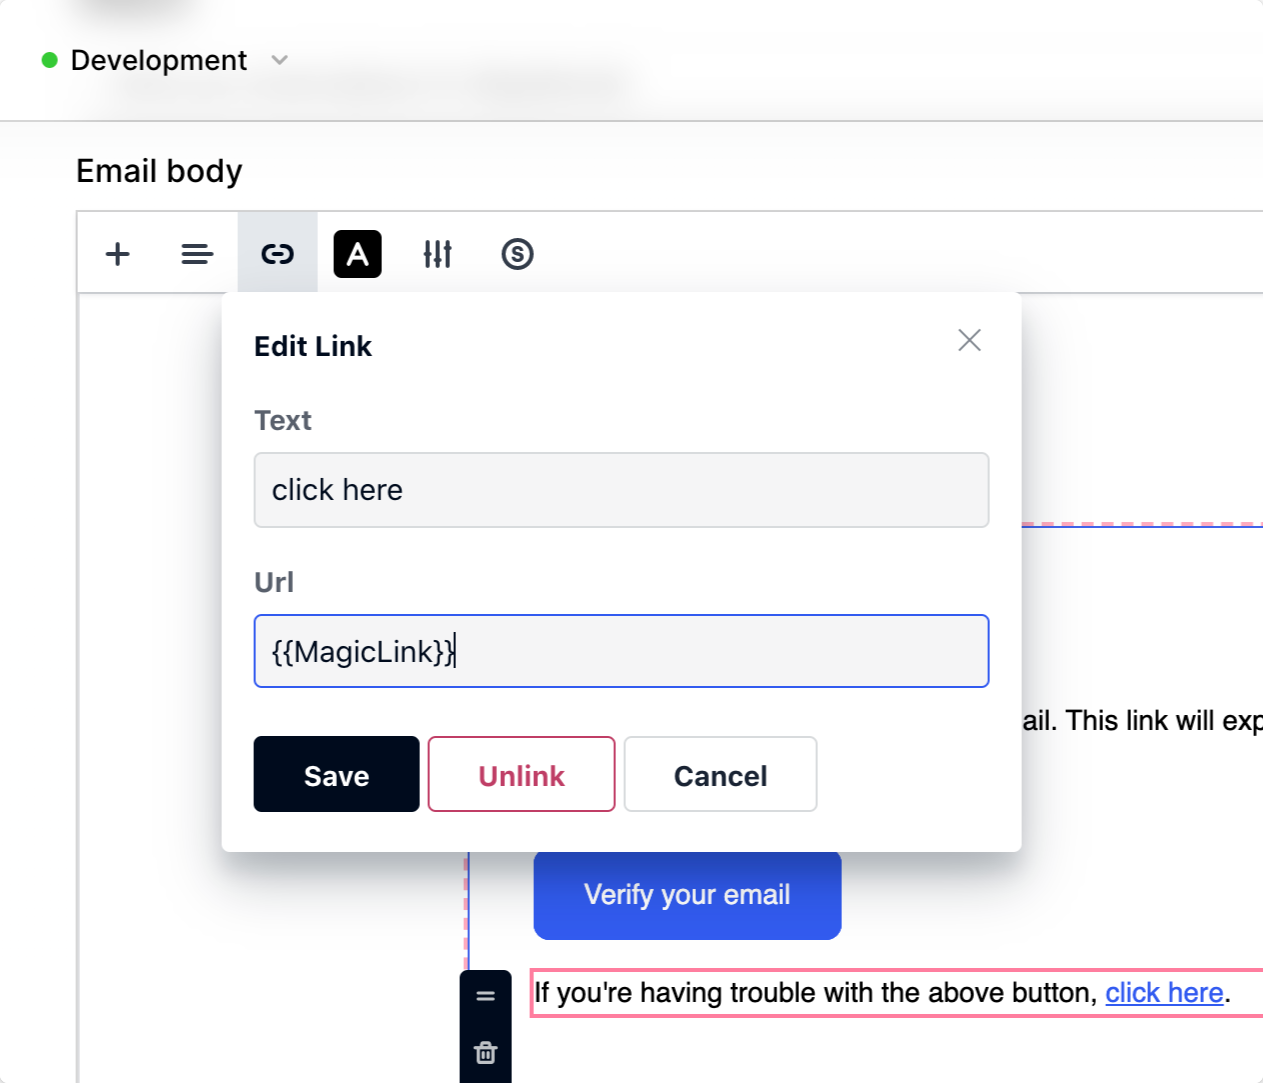 Development
Email body
A
S
Edit Link
Text
click here
Url
{{MagicLink}}
Save Unlink Cancel
ail. This link will exp
Verify your email
If you're having trouble with the above button, click here.